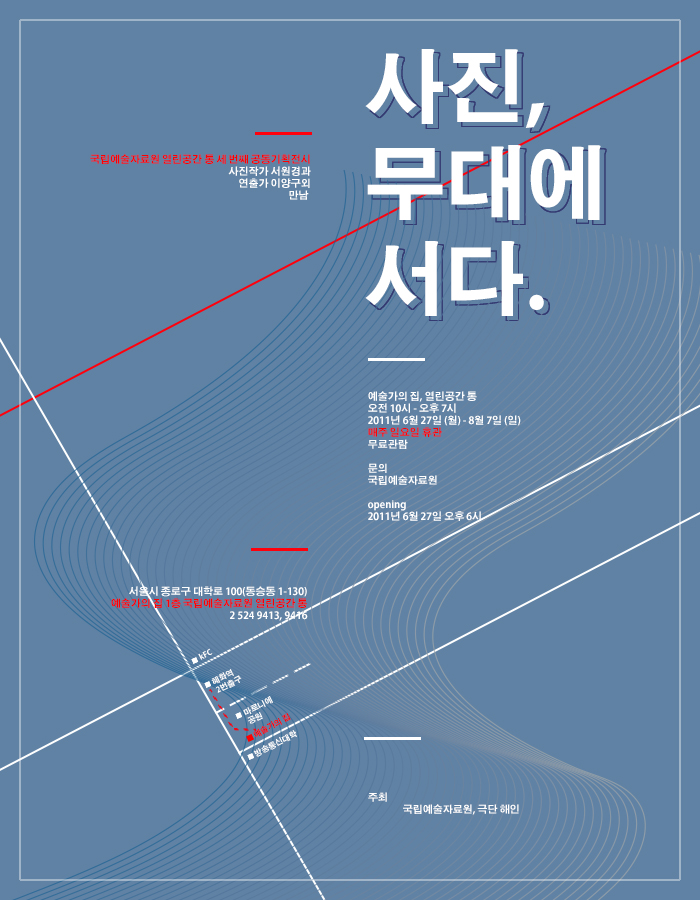 사진,
무대에
서다.
국립예술자료원 열린공간 통 세 번째 공동기획전시
사진작가 서원경과
연출가 이양구외
만남
예술가의 집, 열린공간 통
오전 10시 - 오후 7시
2011년 6월 27일 (월) - 8월 7일 (일)
매주 일요일 휴관
무료관람
문의
국립예술자료원
opening
2011년 6월 27일 오후 6시
서울시 종로구 대학로 100(동숭동 1-130)
예술가의 집 1층 국립예술자료원 열린공간 통
2 524 9413, 9416
kFC
혜화역
2번출구
마로니에
공원
예술가의 집
방송통신대학
주최
국립예술자료원, 극단 해인